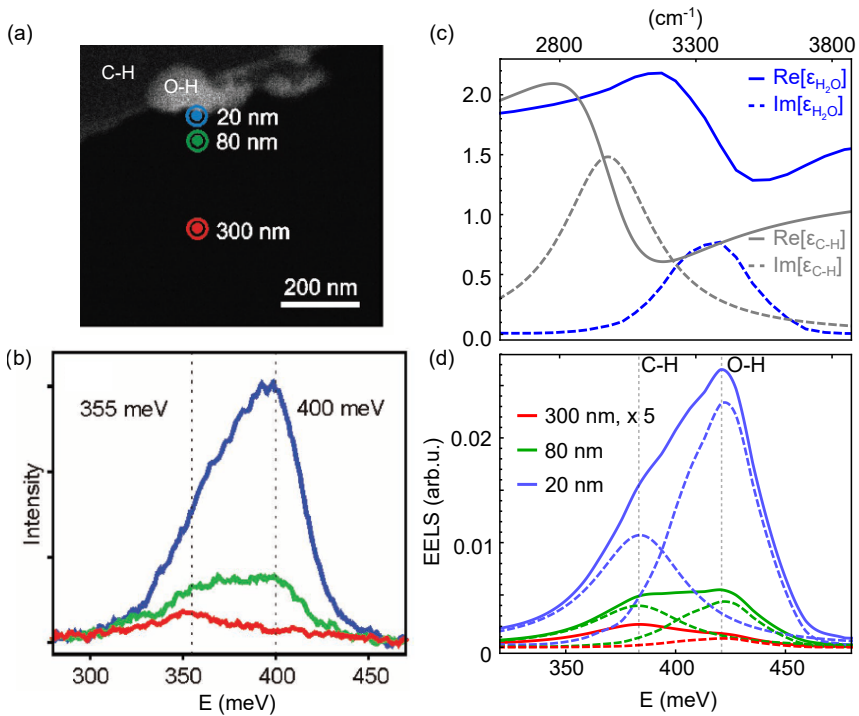 (a)
C-H
O-H
20 nm
80 nm
300 nm
200 nm
(b)
355 meV
400 meV
Intensity
300
350
400
450
E (meV)
(c)
(cm⁻¹)
2800
3300
3800
2.0
1.5
1.0
0.5
0.0
Re[ε_H₂O]
Im[ε_H₂O]
Re[ε_C-H]
Im[ε_C-H]
(d)
C-H
O-H
300 nm, x 5
80 nm
20 nm
EELS (arb.u.)
0.02
0.01
0
350
400
450
E (meV)